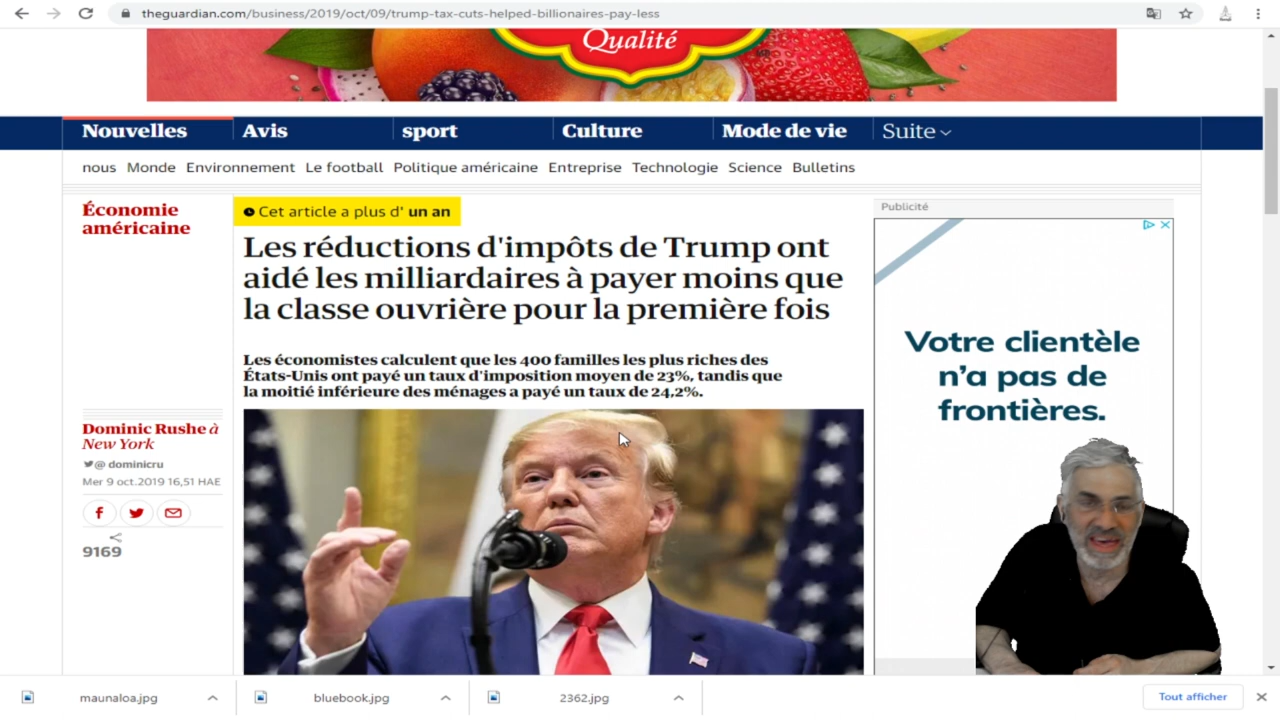 theguardian.com/business/2019/oct/09/trump-tax-cuts-helped-billionaires-pay-less
Qualité
Nouvelles Avis sport Culture Mode de vie Suite
nous Monde Environnement Le football Politique américaine Entreprise Technologie Science Bulletins
Économie
américaine
Cet article a plus d' un an
Les réductions d'impôts de Trump ont
aidé les milliardaires à payer moins que
la classe ouvrière pour la première fois
Les économistes calculent que les 400 familles les plus riches des
États-Unis ont payé un taux d'imposition moyen de 23%, tandis que
la moitié inférieure des ménages a payé un taux de 24,2%.
Dominic Rushe à
New York
@ dominicru
Mer 9 oct.2019 16,51 HAE
9169
Publicité
Votre clientèle
n'a pas de
frontières.
maunaloa.jpg bluebook.jpg 2362.jpg Tout afficher